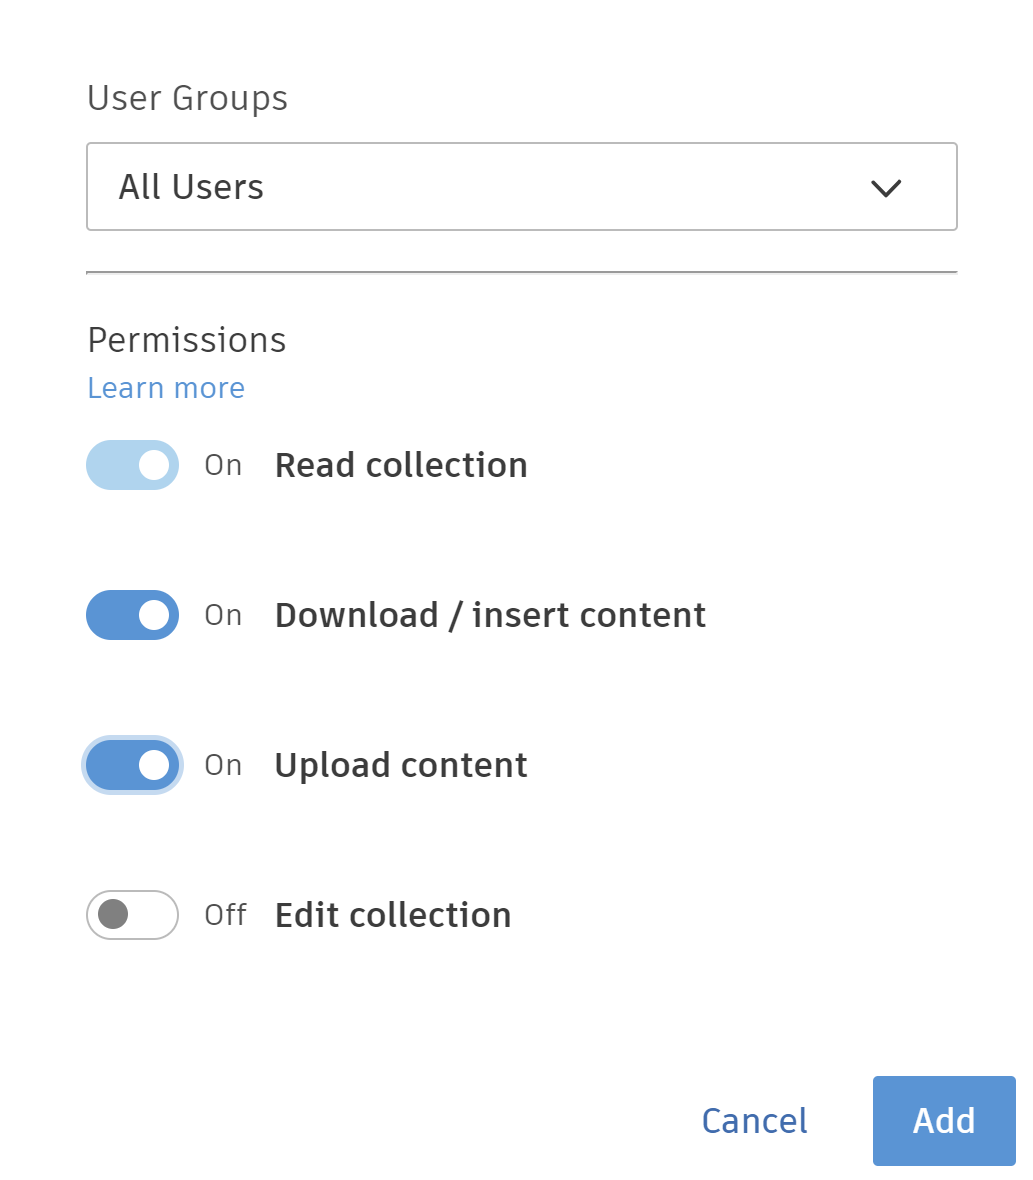 User Groups
All Users
Permissions
Learn more
On Read collection
On Download / insert content
On Upload content
Off Edit collection
Cancel Add